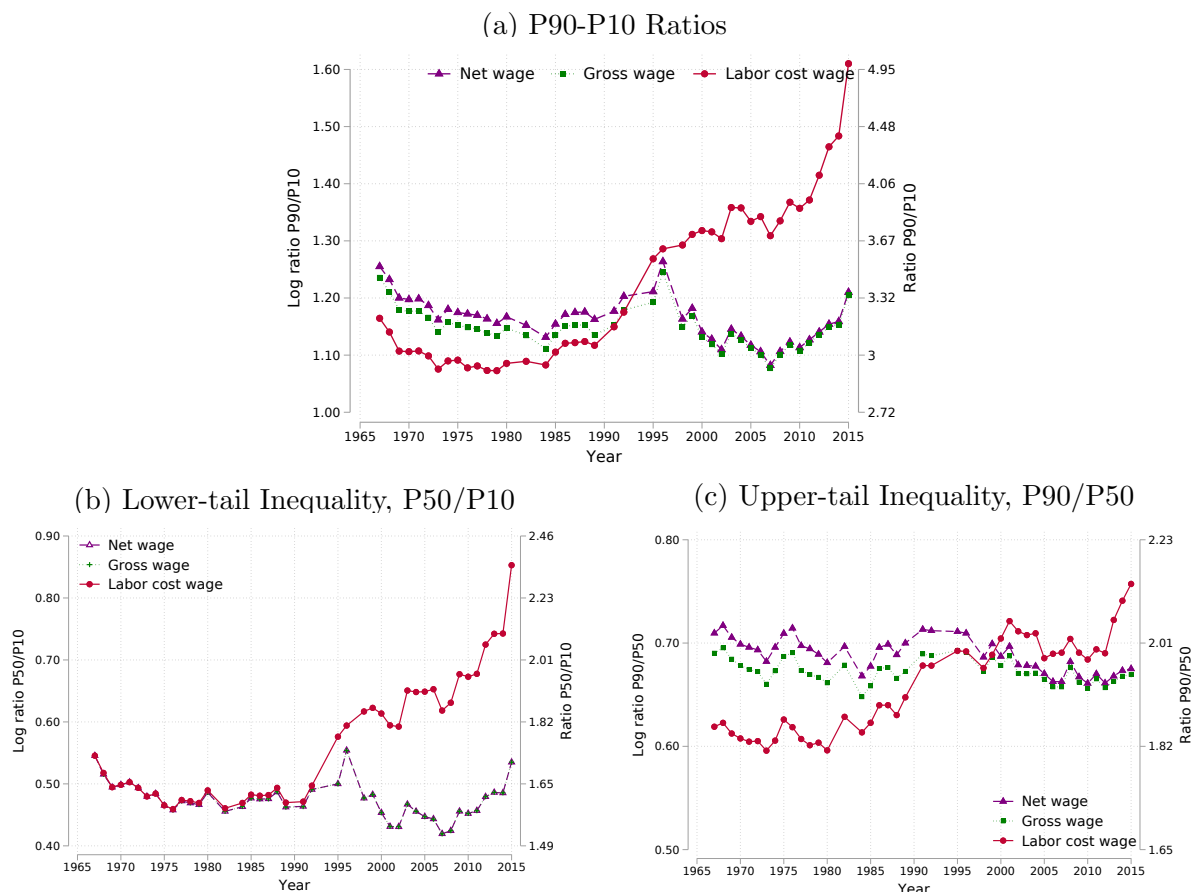 (a) P90-P10 Ratios
Net wage Gross wage Labor cost wage
Log ratio P90/P10
1.60
1.50
1.40
1.30
1.20
1.10
1.00
4.95
4.48
4.06
3.67
3.32
3
2.72
Ratio P90/P10
1965 1970 1975 1980 1985 1990 1995 2000 2005 2010 2015
Year
(b) Lower-tail Inequality, P50/P10
Net wage
Gross wage
Labor cost wage
Log ratio P50/P10
0.90
0.80
0.70
0.60
0.50
0.40
2.46
2.23
2.01
1.82
1.65
1.49
Ratio P50/P10
1965 1970 1975 1980 1985 1990 1995 2000 2005 2010 2015
Year
(c) Upper-tail Inequality, P90/P50
Log ratio P90/P50
0.80
0.70
0.60
0.50
2.23
2.01
1.82
1.65
Ratio P90/P50
Net wage
Gross wage
Labor cost wage
1965 1970 1975 1980 1985 1990 1995 2000 2005 2010 2015
Year